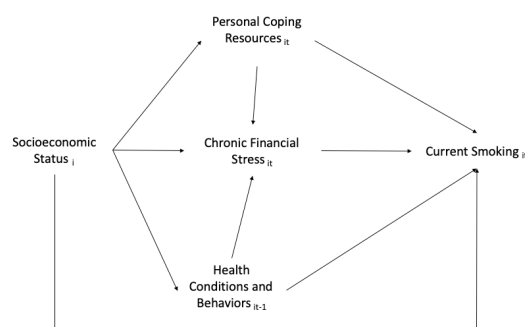 Personal Coping
Resources it
Socioeconomic
Status i
Chronic Financial
Stress it
Current Smoking it
Health
Conditions and
Behaviors it-1